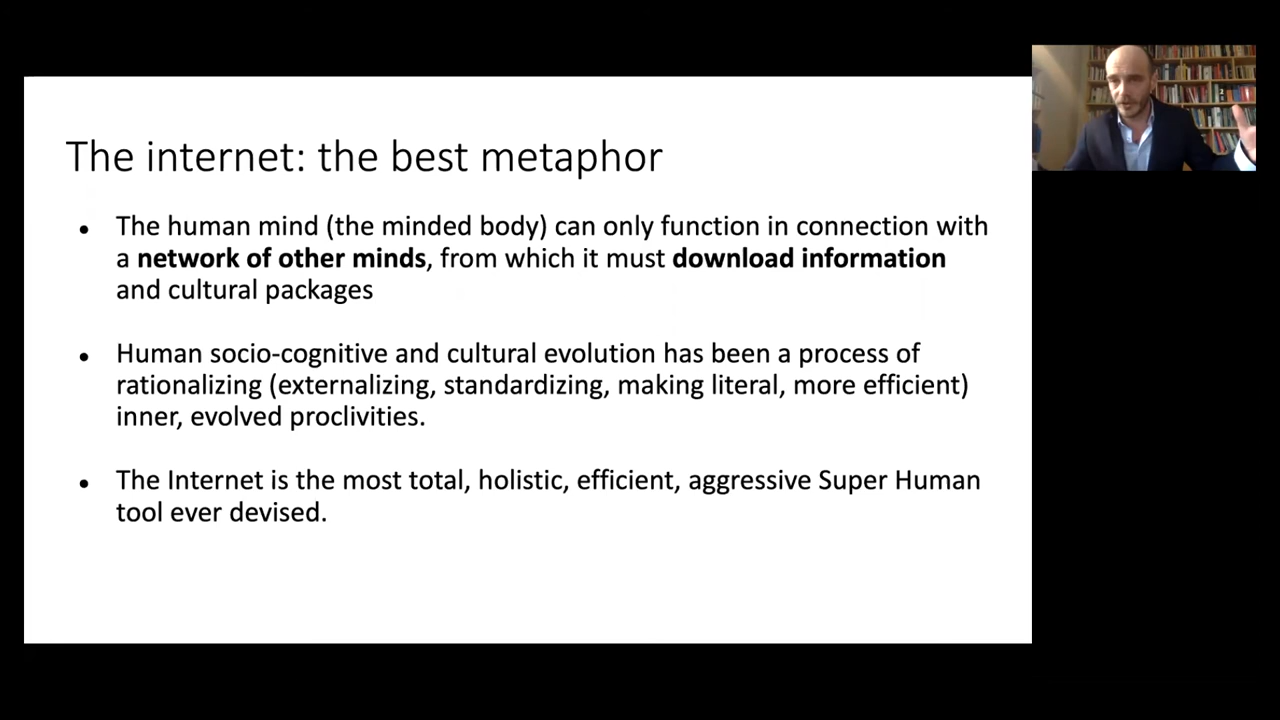 The internet: the best metaphor
• The human mind (the minded body) can only function in connection with
a network of other minds, from which it must download information
and cultural packages
• Human socio-cognitive and cultural evolution has been a process of
rationalizing (externalizing, standardizing, making literal, more efficient)
inner, evolved proclivities.
• The Internet is the most total, holistic, efficient, aggressive Super Human
tool ever devised.